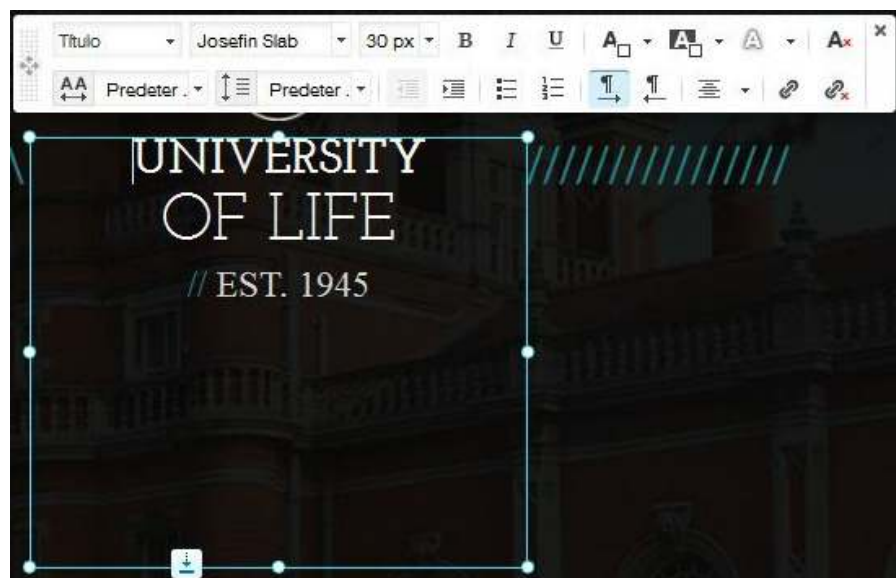 Título Josefin Slab 30 px B I U A A A A
AA Predeter . Predeter .
UNIVERSITY
OF LIFE
// EST. 1945